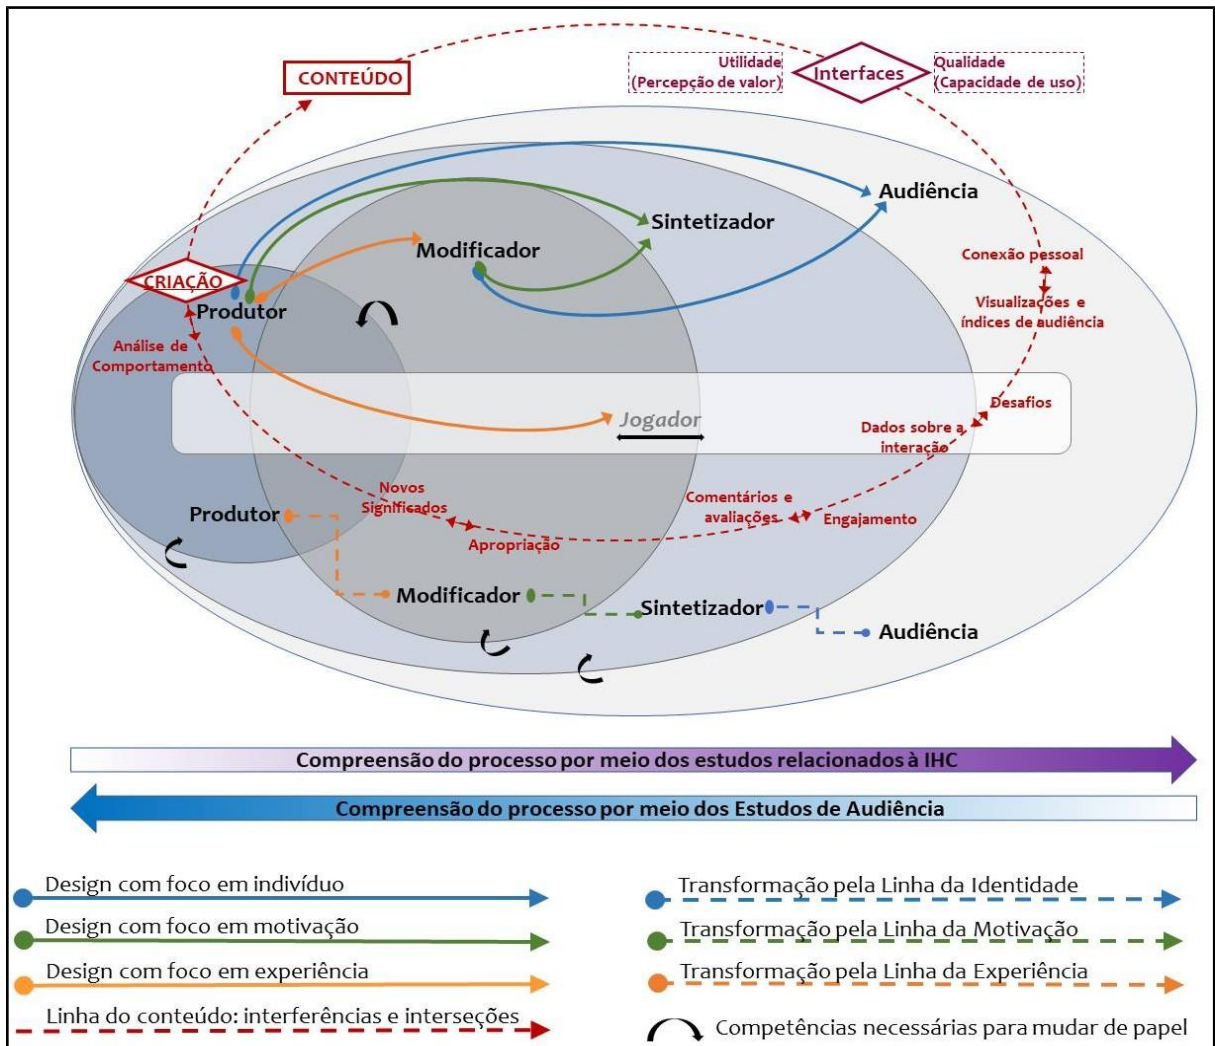 CONTEÚDO
Utilidade
(Percepção de valor)
Interfaces
Qualidade
(Capacidade de uso)
Audiência
Sintetizador
Modificador
CRIAÇÃO
Produtor
Conexão pessoal
Visualizações e
índices de audiência
Análise de
Comportamento
Jogador
Desafios
Dados sobre a
interação
Novos
Significados
Comentários e
avaliações
Engajamento
Produtor
Apropriação
Modificador
Sintetizador
Audiência
Compreensão do processo por meio dos estudos relacionados à IHC
Compreensão do processo por meio dos Estudos de Audiência
Design com foco em indivíduo
Design com foco em motivação
Design com foco em experiência
Linha do conteúdo: interferências e interseções
Transformação pela Linha da Identidade
Transformação pela Linha da Motivação
Transformação pela Linha da Experiência
Competências necessárias para mudar de papel